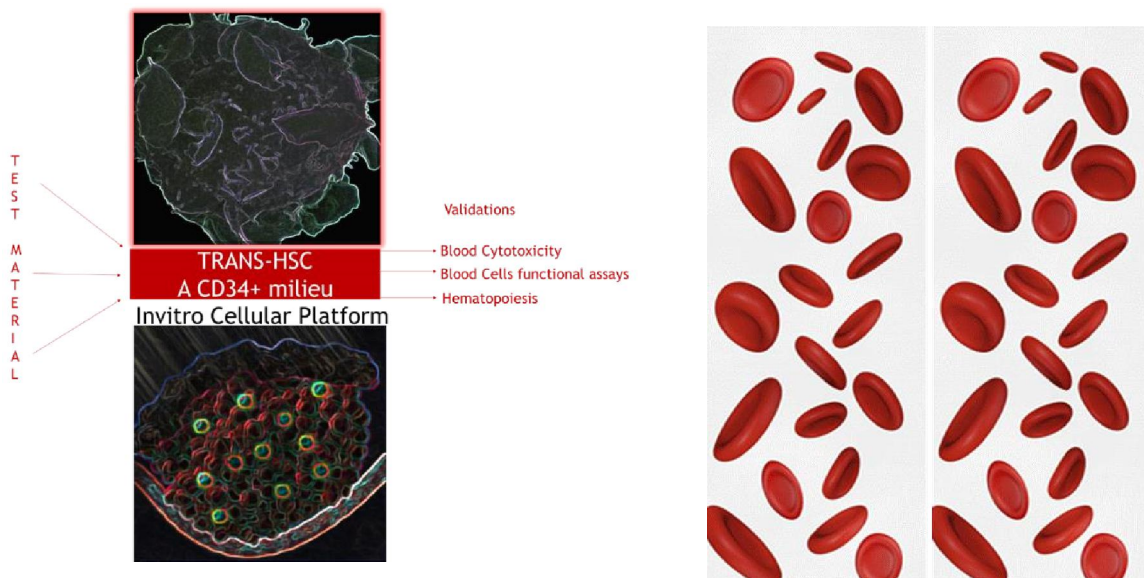 TEST MATERIAL
TRANS-HSC
A CD34+ milieu
Invitro Cellular Platform
Validations
Blood Cytotoxicity
Blood Cells functional assays
Hematopoiesis